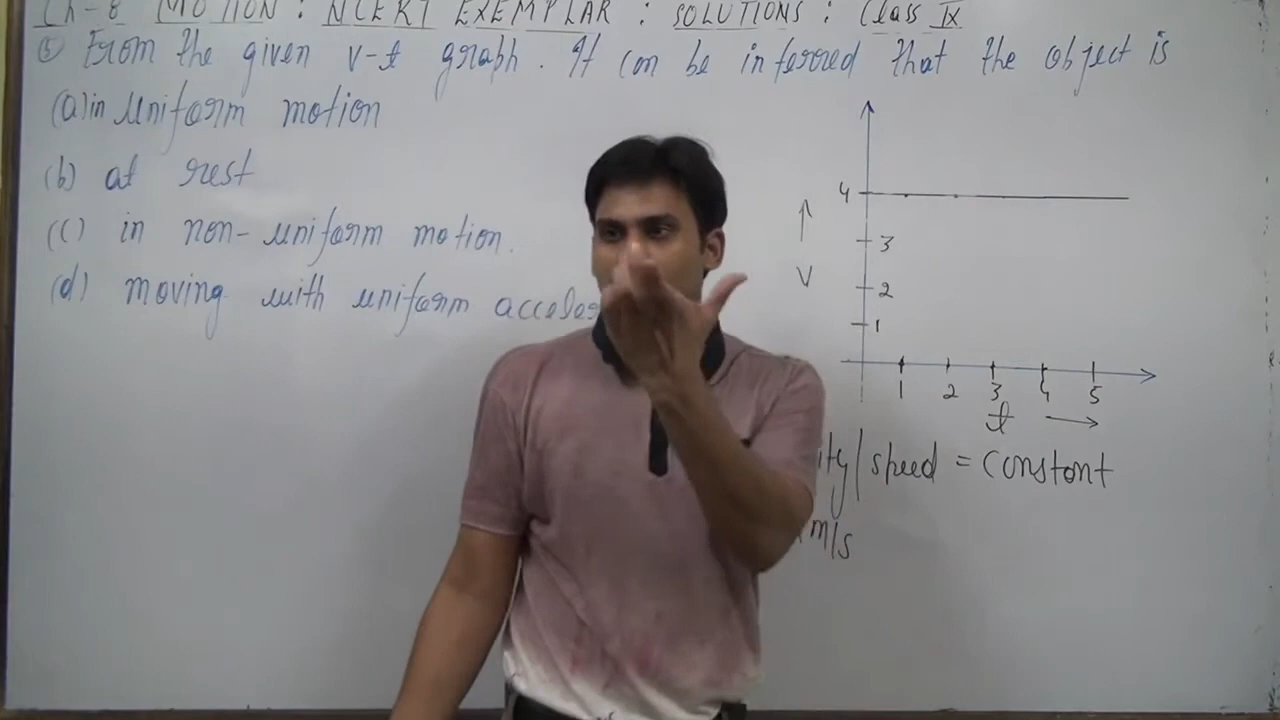 Ch-8 MOTION : NCERT EXEMPLAR : SOLUTIONS : Class IX
⑤ From the given v-t graph. It can be inferred that the object is
(a) in uniform motion
(b) at rest
(c) in non-uniform motion.
(d) moving with uniform
4
3
2
1
V
1 2 3 4 5
t
speed = constant
m/s